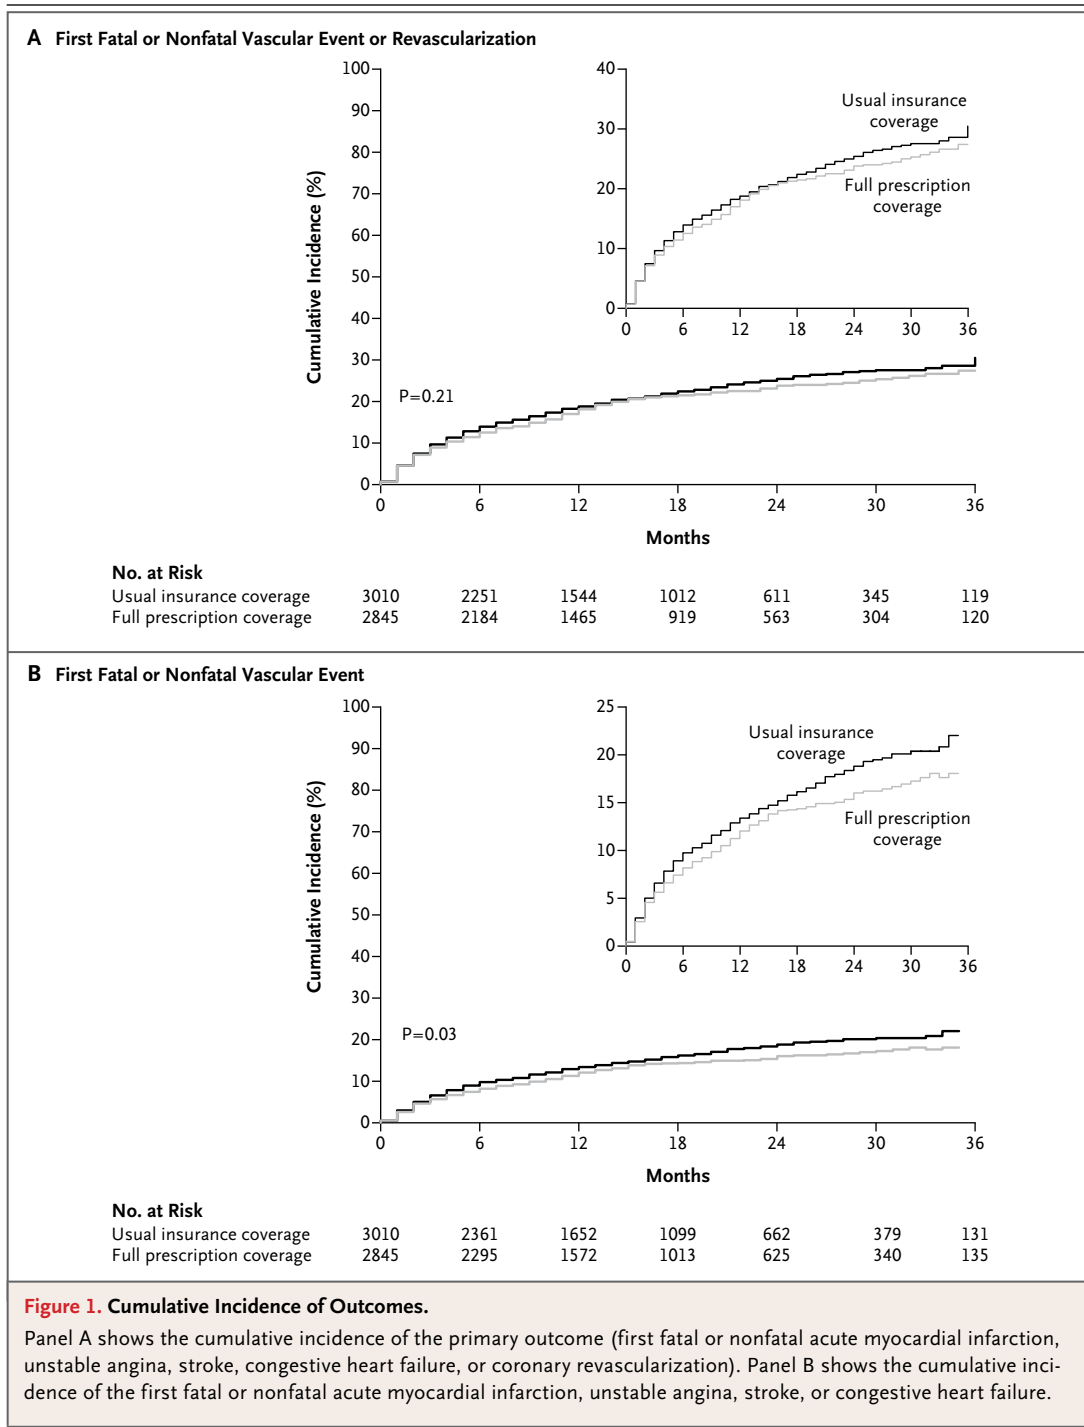 A First Fatal or Nonfatal Vascular Event or Revascularization
100
90
80
70
60
50
40
30
20
10
0
Cumulative Incidence (%)
P=0.21
0 6 12 18 24 30 36
Months
40
30
20
10
0
Usual insurance
coverage
Full prescription
coverage
0 6 12 18 24 30 36
No. at Risk
Usual insurance coverage 3010 2251 1544 1012 611 345 119
Full prescription coverage 2845 2184 1465 919 563 304 120
B First Fatal or Nonfatal Vascular Event
100
90
80
70
60
50
40
30
20
10
0
Cumulative Incidence (%)
P=0.03
0 6 12 18 24 30 36
Months
25
20
15
10
5
0
Usual insurance
coverage
Full prescription
coverage
0 6 12 18 24 30 36
No. at Risk
Usual insurance coverage 3010 2361 1652 1099 662 379 131
Full prescription coverage 2845 2295 1572 1013 625 340 135
Figure 1. Cumulative Incidence of Outcomes.
Panel A shows the cumulative incidence of the primary outcome (first fatal or nonfatal acute myocardial infarction,
unstable angina, stroke, congestive heart failure, or coronary revascularization). Panel B shows the cumulative inci-
dence of the first fatal or nonfatal acute myocardial infarction, unstable angina, stroke, or congestive heart failure.